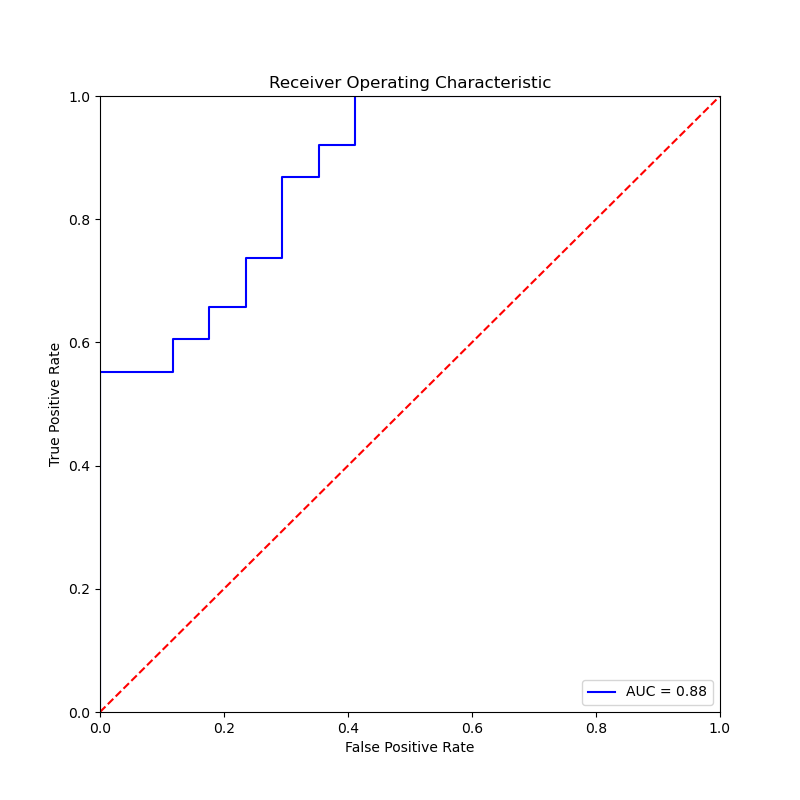 Receiver Operating Characteristic
1.0
0.8
0.6
0.4
0.2
0.0
True Positive Rate
AUC = 0.88
0.0 0.2 0.4 0.6 0.8 1.0
False Positive Rate